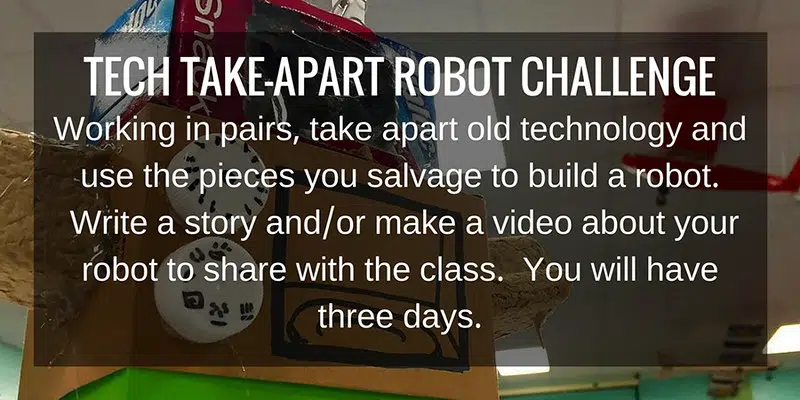 Snack
TECH TAKE-APART ROBOT CHALLENGE
Working in pairs, take apart old technology and
use the pieces you salvage to build a robot.
Write a story and/or make a video about your
robot to share with the class.  You will have
three days.